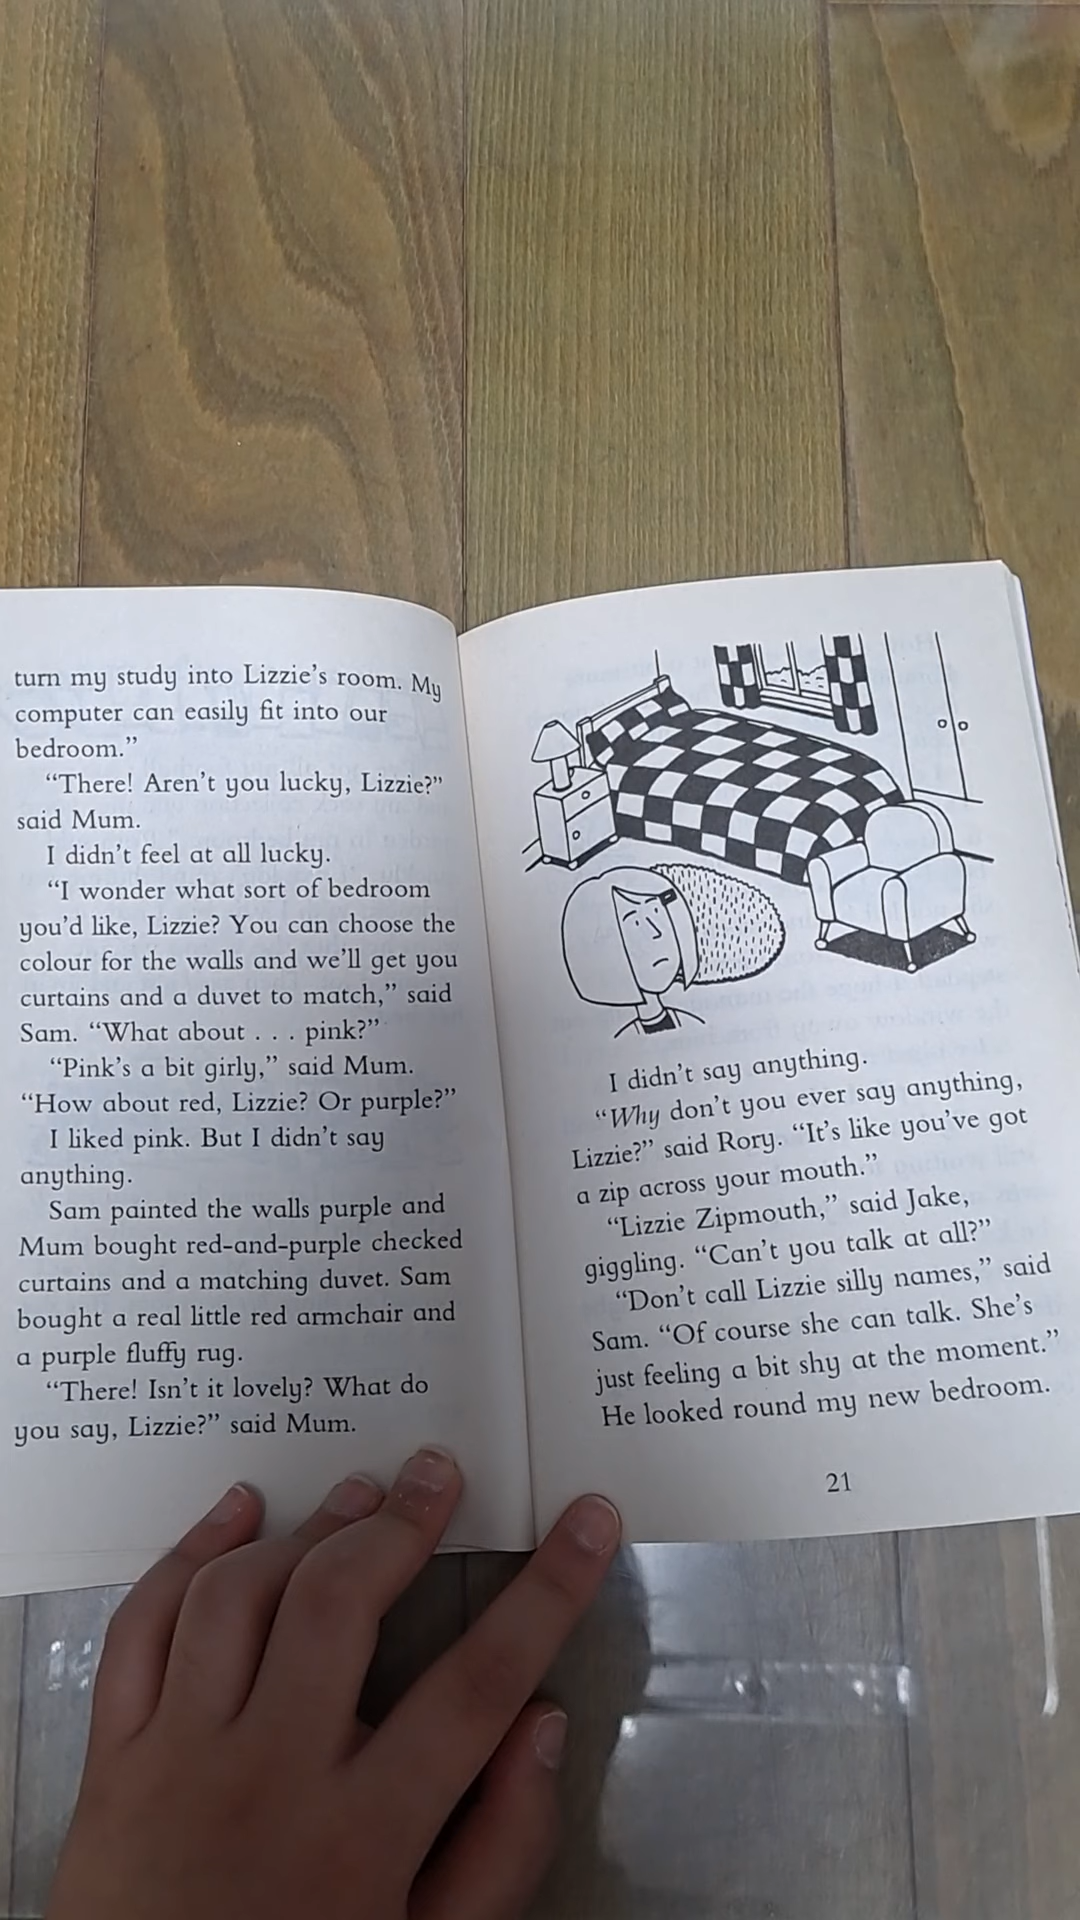 turn my study into Lizzie's room. My
computer can easily fit into our
bedroom."
"There! Aren't you lucky, Lizzie?"
said Mum.
I didn't feel at all lucky.
"I wonder what sort of bedroom
you'd like, Lizzie? You can choose the
colour for the walls and we'll get you
curtains and a duvet to match," said
Sam. "What about . . . pink?"
"Pink's a bit girly," said Mum.
"How about red, Lizzie? Or purple?"
I liked pink. But I didn't say
anything.
Sam painted the walls purple and
Mum bought red-and-purple checked
curtains and a matching duvet. Sam
bought a real little red armchair and
a purple fluffy rug.
"There! Isn't it lovely? What do
you say, Lizzie?" said Mum.
I didn't say anything.
"Why don't you ever say anything,
Lizzie?" said Rory. "It's like you've got
a zip across your mouth."
"Lizzie Zipmouth," said Jake,
giggling. "Can't you talk at all?"
"Don't call Lizzie silly names," said
Sam. "Of course she can talk. She's
just feeling a bit shy at the moment."
He looked round my new bedroom.
21